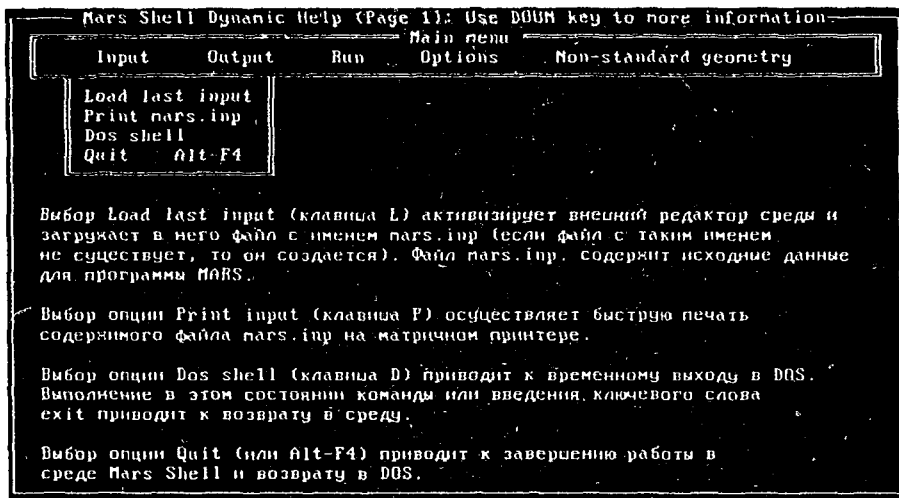 Mars Shell Dynamic Help (Page 1): Use DOWN key to more information.
Main menu
Input Output Run Options Non-standard geometry
Load last input
Print mars.inp
Dos shell
Quit Alt-F4
Выбор Load last input (клавиша L) активизирует внешний редактор среды и
загружает в него файл с именем mars.inp (если файл с таким именем
не существует, то он создается). Файл mars.inp. содержит исходные данные
для программы MARS.
Выбор опции Print input (клавиша P) осуществляет быструю печать
содержимого файла mars.inp на матричном принтере.
Выбор опции Dos shell (клавиша D) приводит к временному выходу в DOS.
Выполнение в этом состоянии команды или введения ключевого слова
exit приводит к возврату в среду.
Выбор опции Quit (или Alt-F4) приводит к завершению работы в
среде Mars Shell и возврату в DOS.